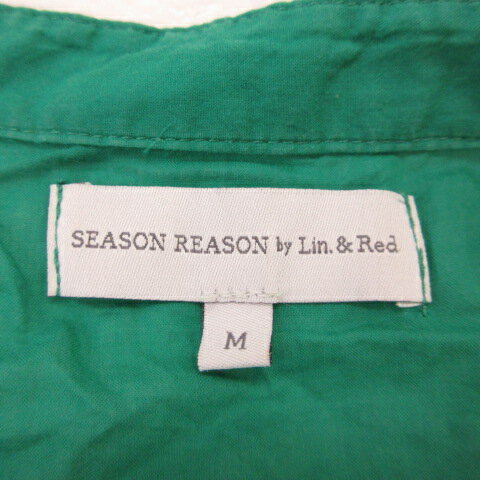 SEASON REASON by Lin. & Red
M